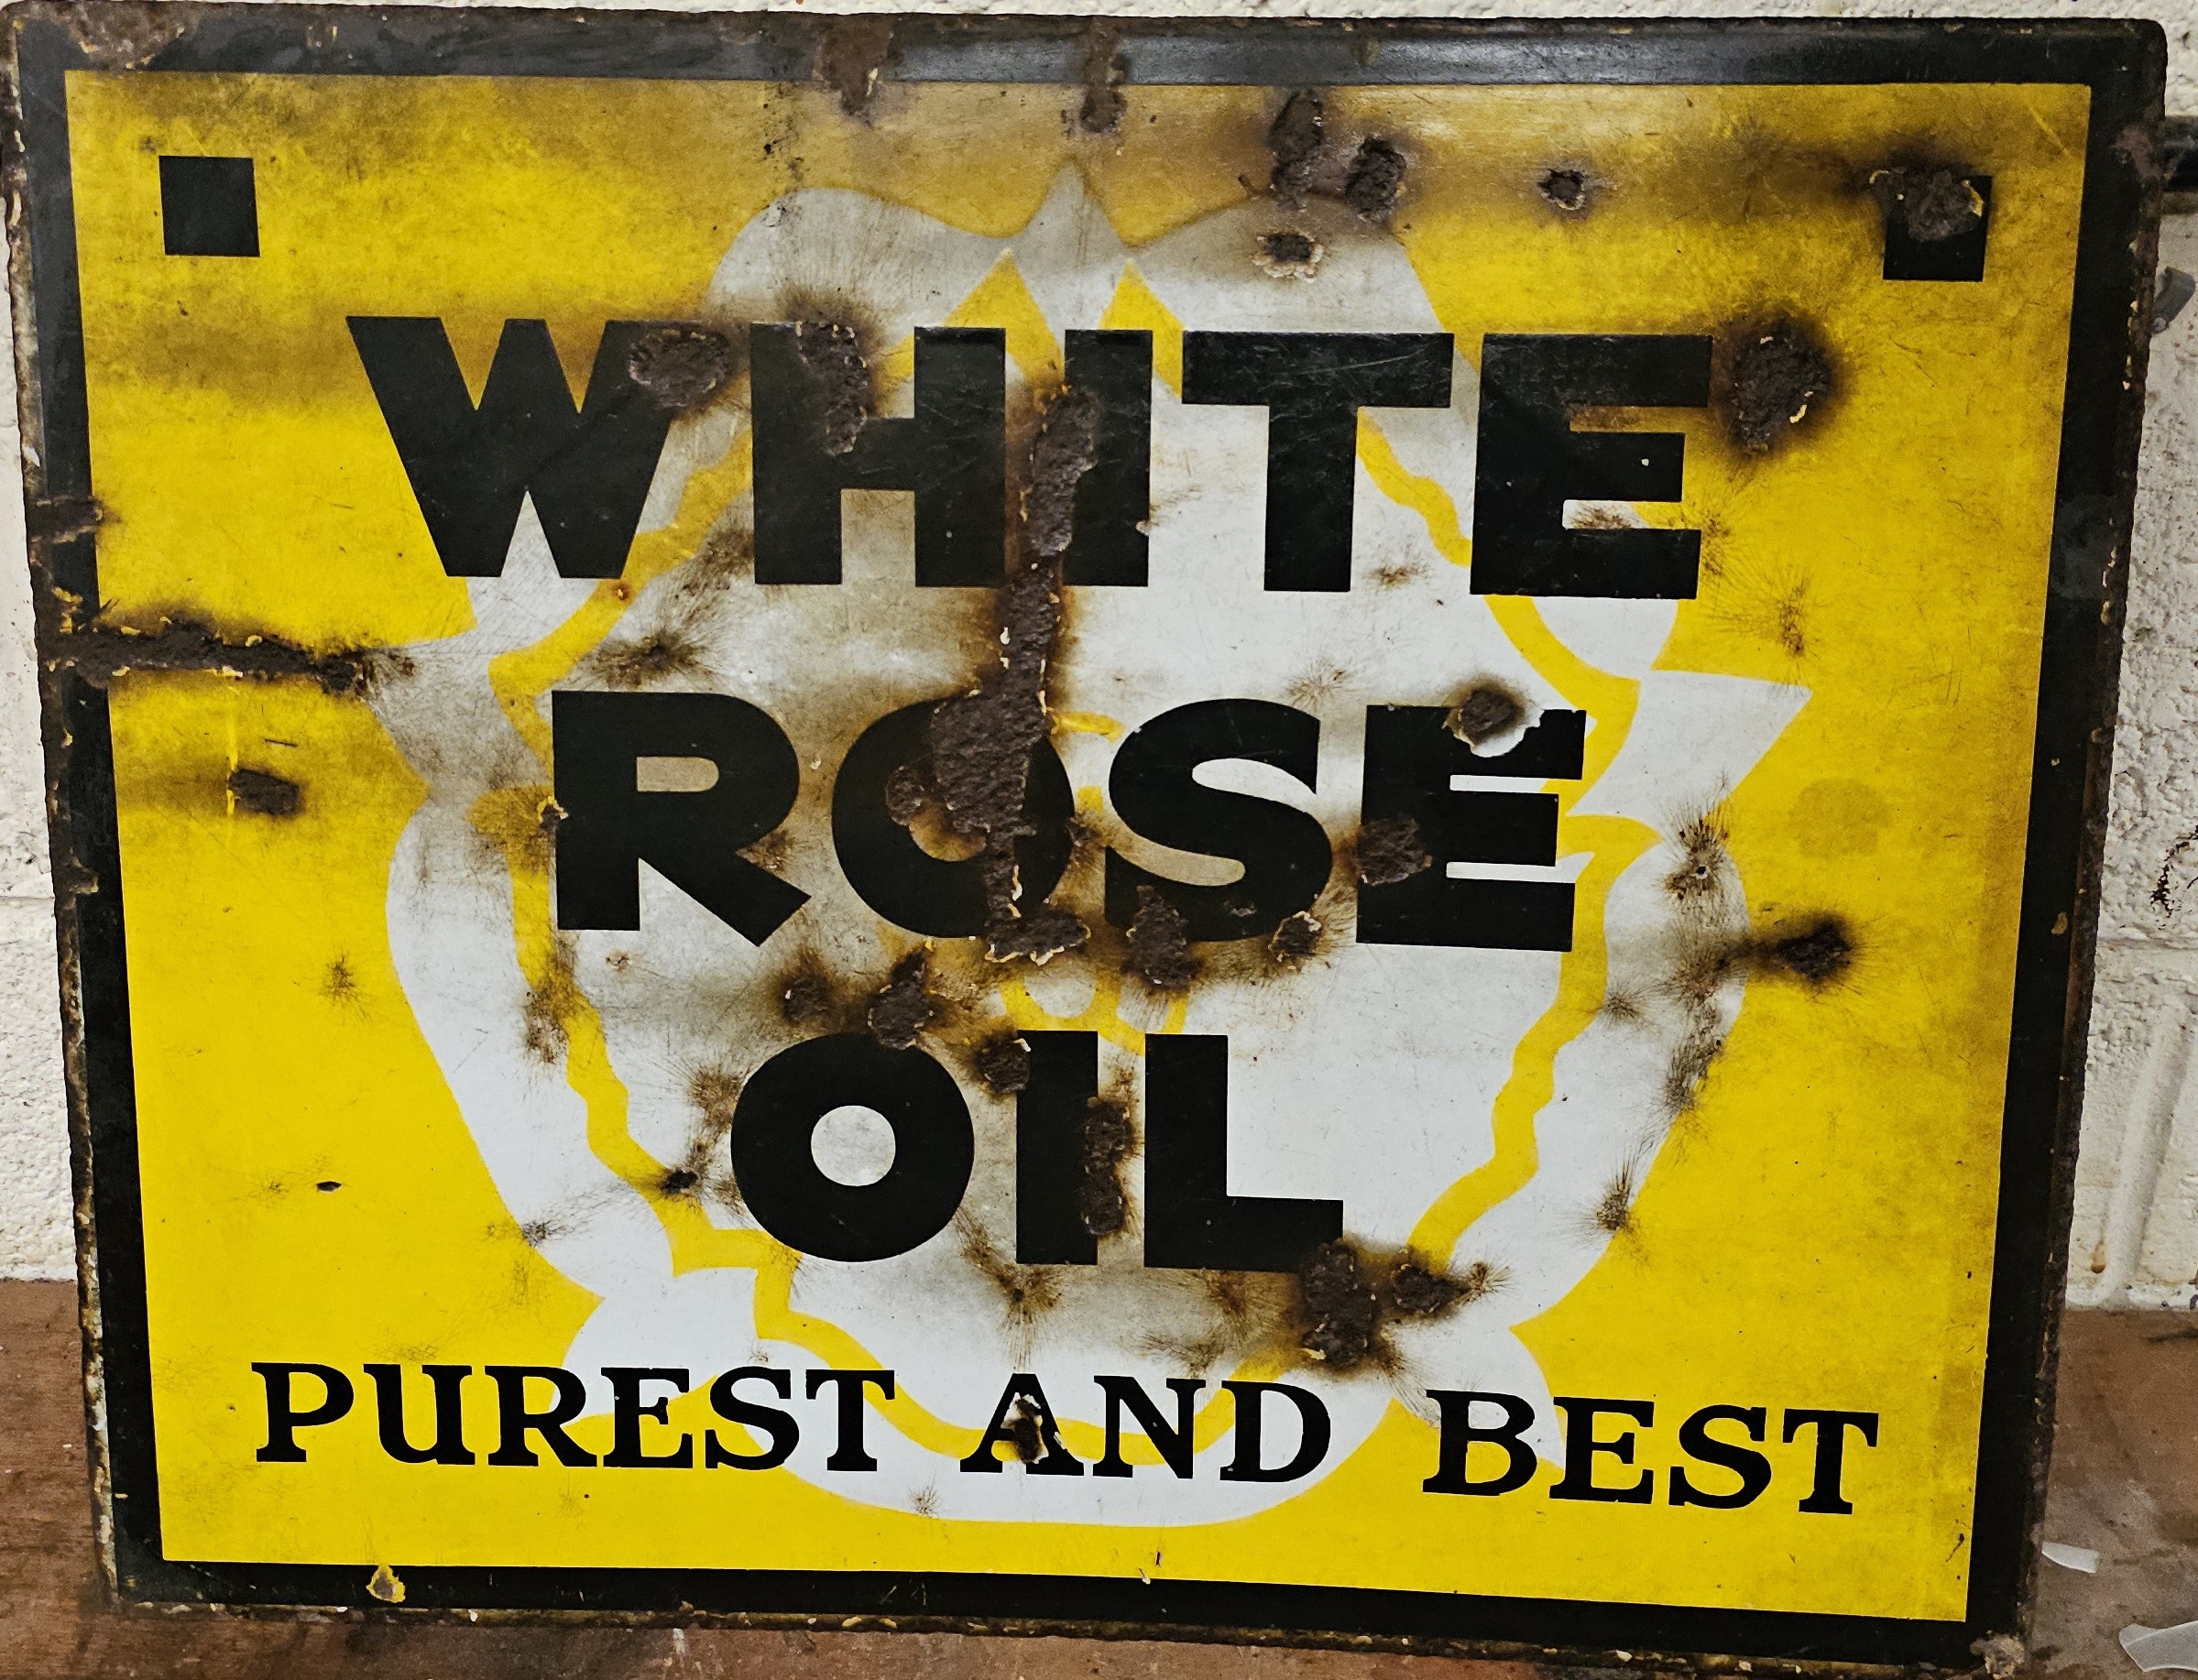 WHITE
ROSE
OIL
PUREST AND BEST